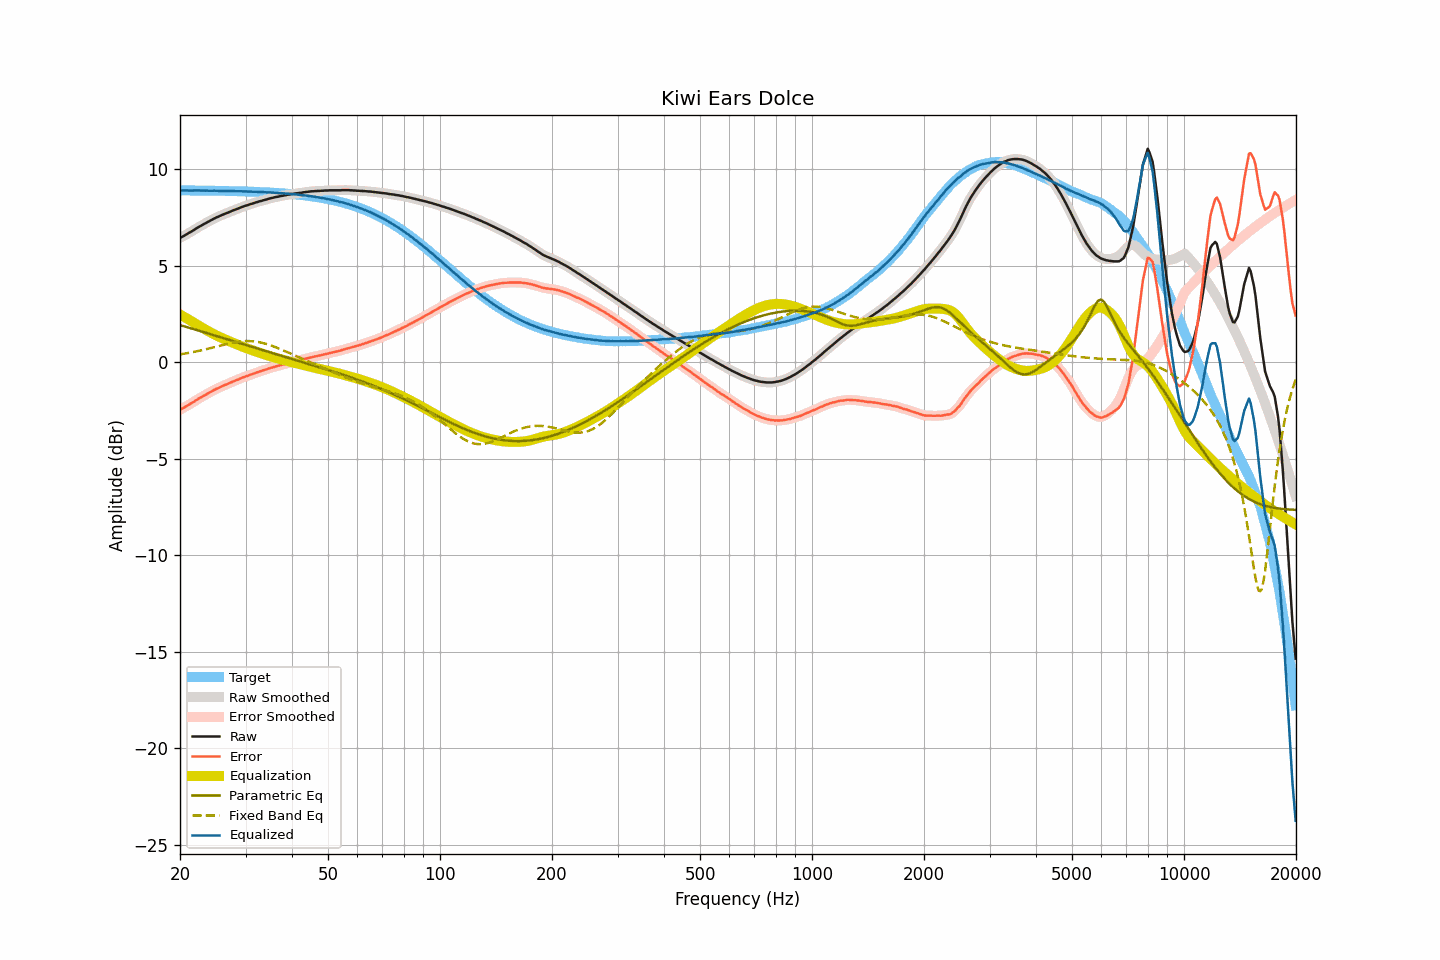 Kiwi Ears Dolce
10
5
0
−5
−10
−15
−20
−25
Amplitude (dBr)
Target
Raw Smoothed
Error Smoothed
Raw
Error
Equalization
Parametric Eq
Fixed Band Eq
Equalized
20 50 100 200 500 1000 2000 5000 10000 20000
Frequency (Hz)